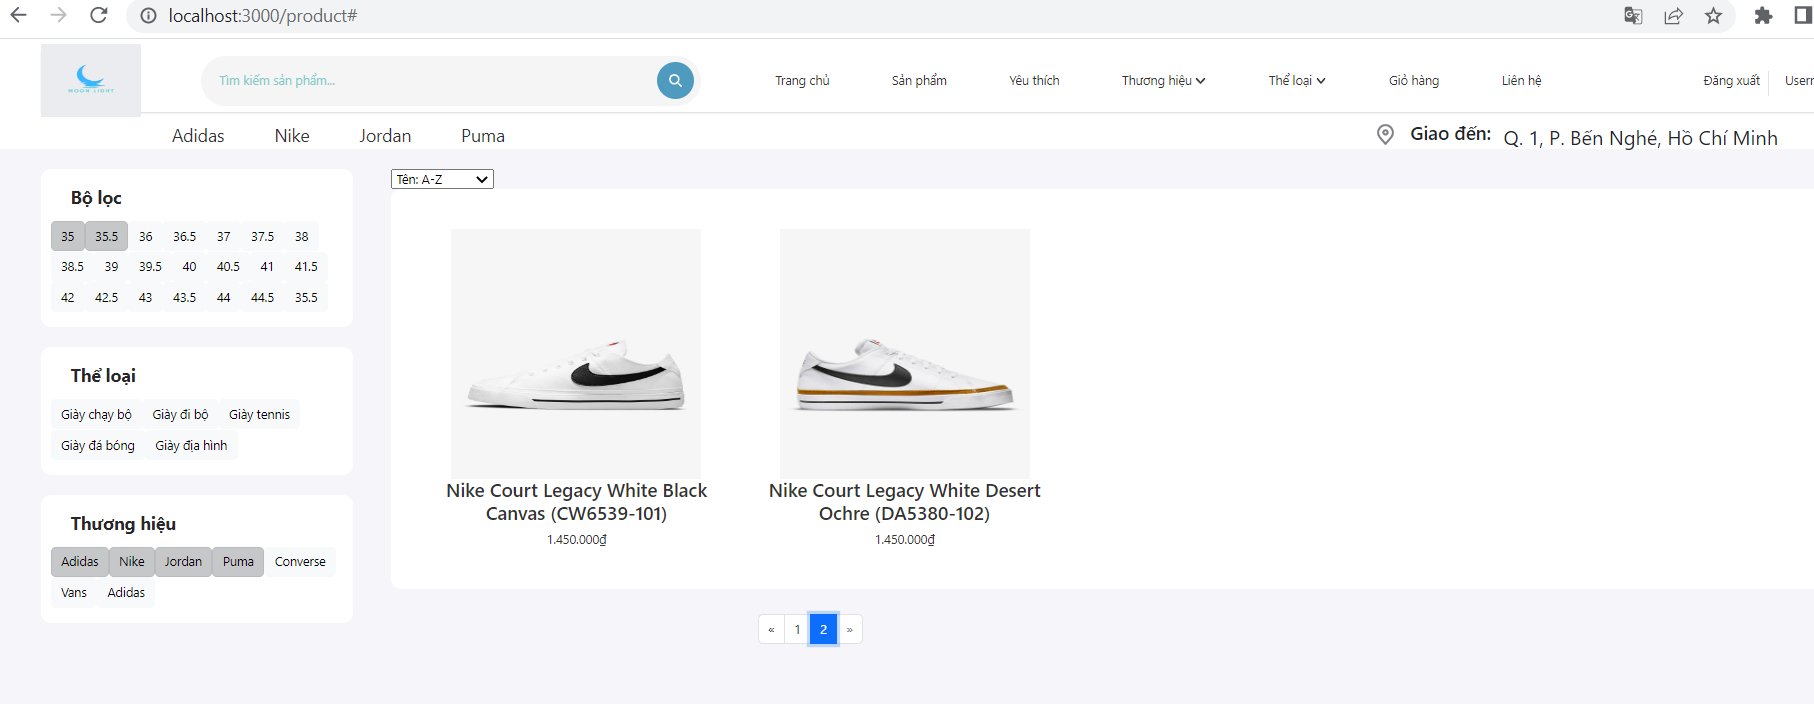 localhost:3000/product#
MOON LIGHT
Tìm kiếm sản phẩm...
Trang chủ Sản phẩm Yêu thích Thương hiệu Thể loại Giỏ hàng Liên hệ Đăng xuất Usern
Adidas Nike Jordan Puma
Giao đến: Q. 1, P. Bến Nghé, Hồ Chí Minh
Tên: A-Z
Bộ lọc
35 35.5 36 36.5 37 37.5 38
38.5 39 39.5 40 40.5 41 41.5
42 42.5 43 43.5 44 44.5 35.5
Thể loại
Giày chạy bộ Giày đi bộ Giày tennis
Giày đá bóng Giày địa hình
Thương hiệu
Adidas Nike Jordan Puma Converse
Vans Adidas
Nike Court Legacy White Black
Canvas (CW6539-101)
1.450.000₫
Nike Court Legacy White Desert
Ochre (DA5380-102)
1.450.000₫
« 1 2 »